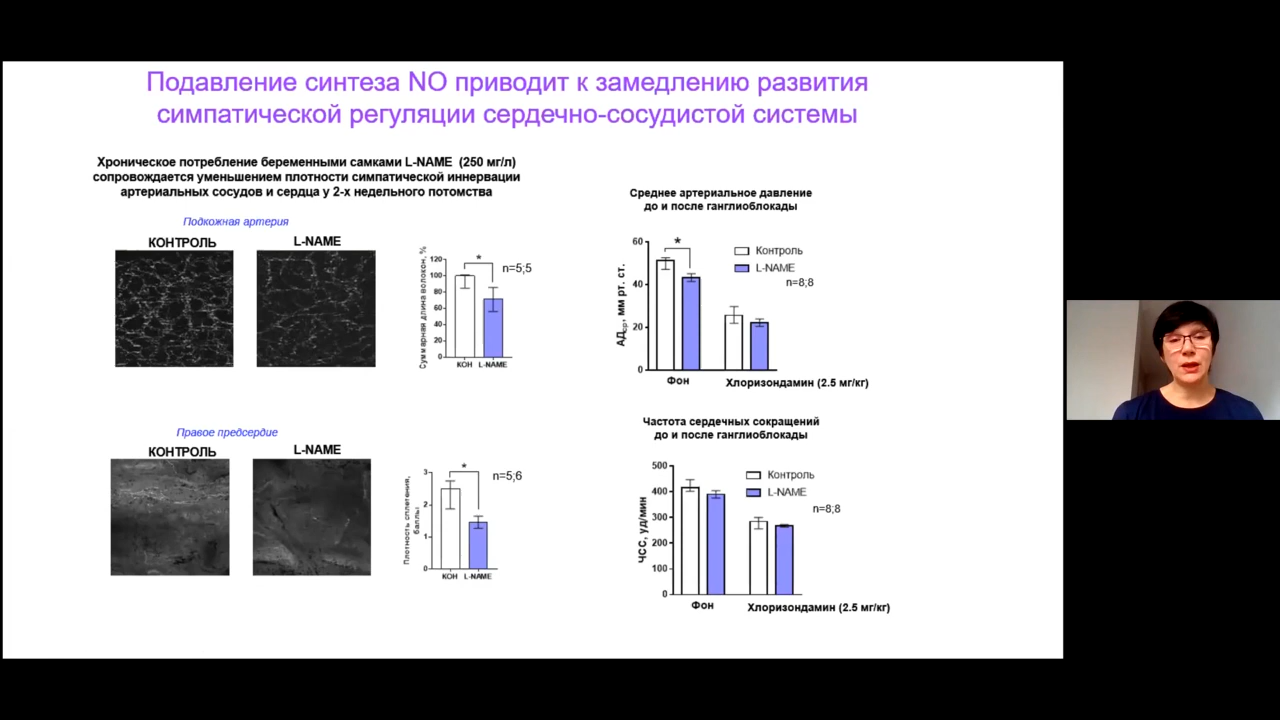 Подавление синтеза NO приводит к замедлению развития
симпатической регуляции сердечно-сосудистой системы
Хроническое потребление беременными самками L-NAME (250 мг/л)
сопровождается уменьшением плотности симпатической иннервации
артериальных сосудов и сердца у 2-х недельного потомства
Подкожная артерия
КОНТРОЛЬ
L-NAME
Суммарная длина волокон, %
120
100
80
60
40
20
0
*
n=5;5
КОН
L-NAME
Правое предсердие
КОНТРОЛЬ
L-NAME
Плотность сплетения,
баллы
3
2
1
0
*
n=5;6
КОН
L-NAME
Среднее артериальное давление
до и после ганглиоблокады
АДср, мм рт. ст.
60
40
20
0
*
Контроль
L-NAME
n=8;8
Фон
Хлоризондамин (2.5 мг/кг)
Частота сердечных сокращений
до и после ганглиоблокады
ЧСС, уд/мин
500
400
300
200
100
0
Контроль
L-NAME
n=8;8
Фон
Хлоризондамин (2.5 мг/кг)